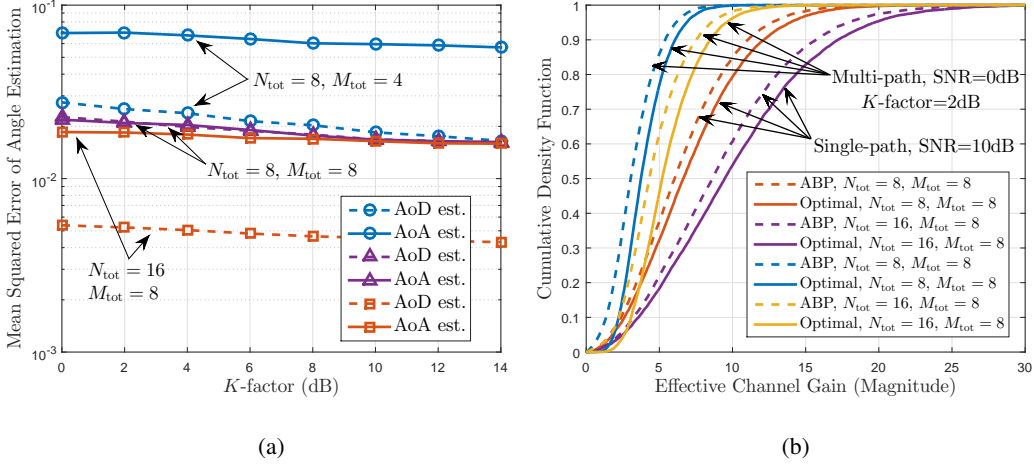 10^-1
10^-2
10^-3
Mean Squared Error of Angle Estimation
N_tot = 8, M_tot = 4
N_tot = 8, M_tot = 8
N_tot = 16
M_tot = 8
AoD est.
AoA est.
AoD est.
AoA est.
AoD est.
AoA est.
0 2 4 6 8 10 12 14
K-factor (dB)
(a)
1
0.9
0.8
0.7
0.6
0.5
0.4
0.3
0.2
0.1
0
Cumulative Density Function
Multi-path, SNR=0dB
K-factor=2dB
Single-path, SNR=10dB
ABP, N_tot = 8, M_tot = 8
Optimal, N_tot = 8, M_tot = 8
ABP, N_tot = 16, M_tot = 8
Optimal, N_tot = 16, M_tot = 8
ABP, N_tot = 8, M_tot = 8
Optimal, N_tot = 8, M_tot = 8
ABP, N_tot = 16, M_tot = 8
Optimal, N_tot = 16, M_tot = 8
0 5 10 15 20 25 30
Effective Channel Gain (Magnitude)
(b)